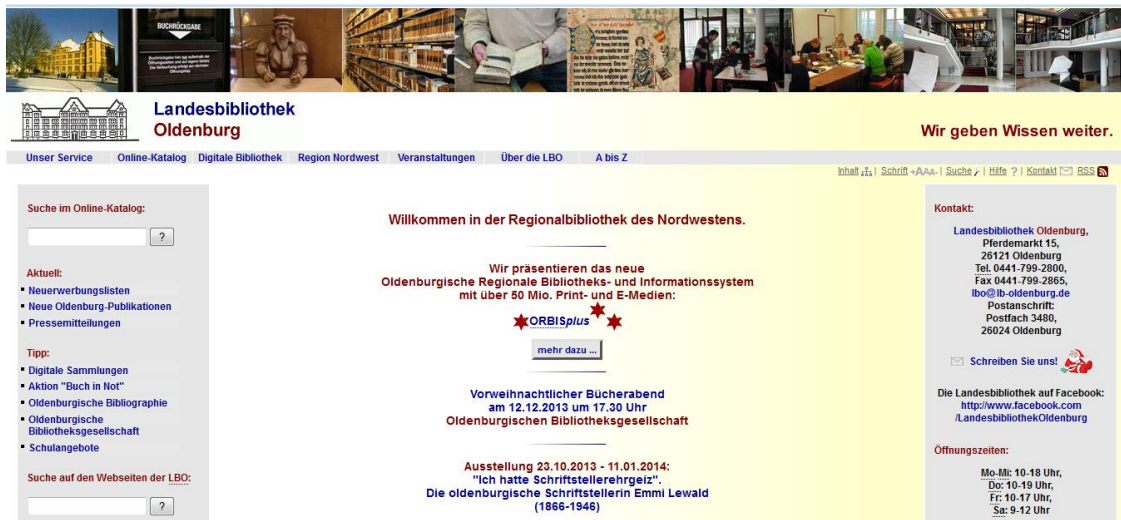 BUCHRÜCKGABE
Landesbibliothek
Oldenburg
Wir geben Wissen weiter.
Unser Service Online-Katalog Digitale Bibliothek Region Nordwest Veranstaltungen Über die LBO A bis Z
Inhalt | Schrift +AAA- | Suche | Hilfe ? | Kontakt | RSS
Suche im Online-Katalog:
?
Aktuell:
Neuerwerbungslisten
Neue Oldenburg-Publikationen
Pressemitteilungen
Tipp:
Digitale Sammlungen
Aktion "Buch in Not"
Oldenburgische Bibliographie
Oldenburgische
Bibliotheksgesellschaft
Schulangebote
Suche auf den Webseiten der LBO:
?
Willkommen in der Regionalbibliothek des Nordwestens.
Wir präsentieren das neue
Oldenburgische Regionale Bibliotheks- und Informationssystem
mit über 50 Mio. Print- und E-Medien:
ORBISplus
mehr dazu ...
Vorweihnachtlicher Bücherabend
am 12.12.2013 um 17.30 Uhr
Oldenburgischen Bibliotheksgesellschaft
Ausstellung 23.10.2013 - 11.01.2014:
"Ich hatte Schriftstellerehrgeiz".
Die oldenburgische Schriftstellerin Emmi Lewald
(1866-1946)
Kontakt:
Landesbibliothek Oldenburg,
Pferdemarkt 15,
26121 Oldenburg
Tel. 0441-799-2800,
Fax 0441-799-2865,
lbo@lb-oldenburg.de
Postanschrift:
Postfach 3480,
26024 Oldenburg
Schreiben Sie uns!
Die Landesbibliothek auf Facebook:
http://www.facebook.com
/LandesbibliothekOldenburg
Öffnungszeiten:
Mo-Mi: 10-18 Uhr,
Do: 10-19 Uhr,
Fr: 10-17 Uhr,
Sa: 9-12 Uhr